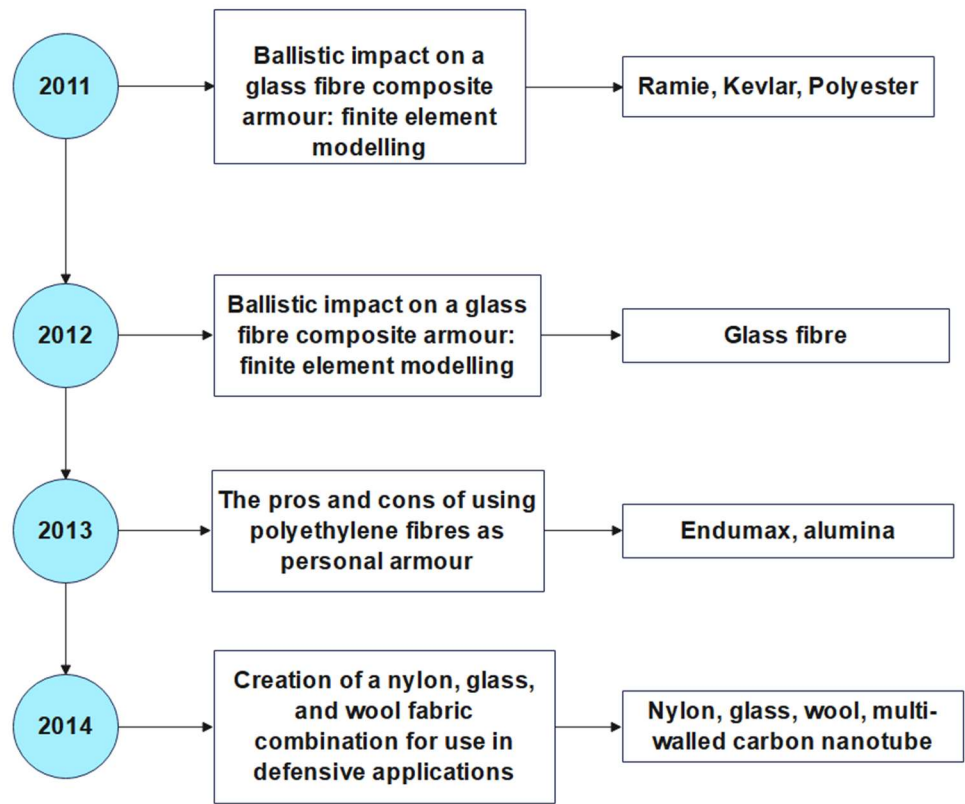 2011
Ballistic impact on a
glass fibre composite
armour: finite element
modelling
Ramie, Kevlar, Polyester
2012
Ballistic impact on a glass
fibre composite armour:
finite element modelling
Glass fibre
2013
The pros and cons of using
polyethylene fibres as
personal armour
Endumax, alumina
2014
Creation of a nylon, glass,
and wool fabric
combination for use in
defensive applications
Nylon, glass, wool, multi-
walled carbon nanotube